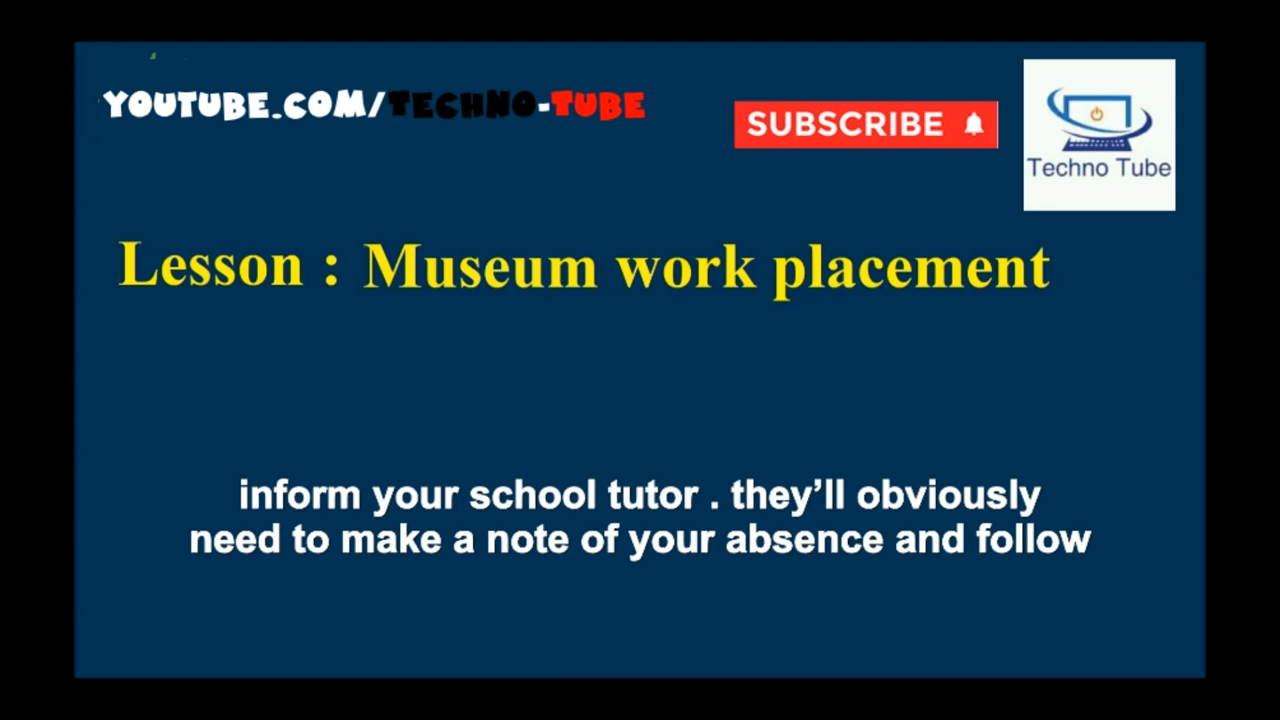 YOUTUBE.COM/TECHNO-TUBE
SUBSCRIBE
Techno Tube
Lesson : Museum work placement
inform your school tutor . they’ll obviously
need to make a note of your absence and follow